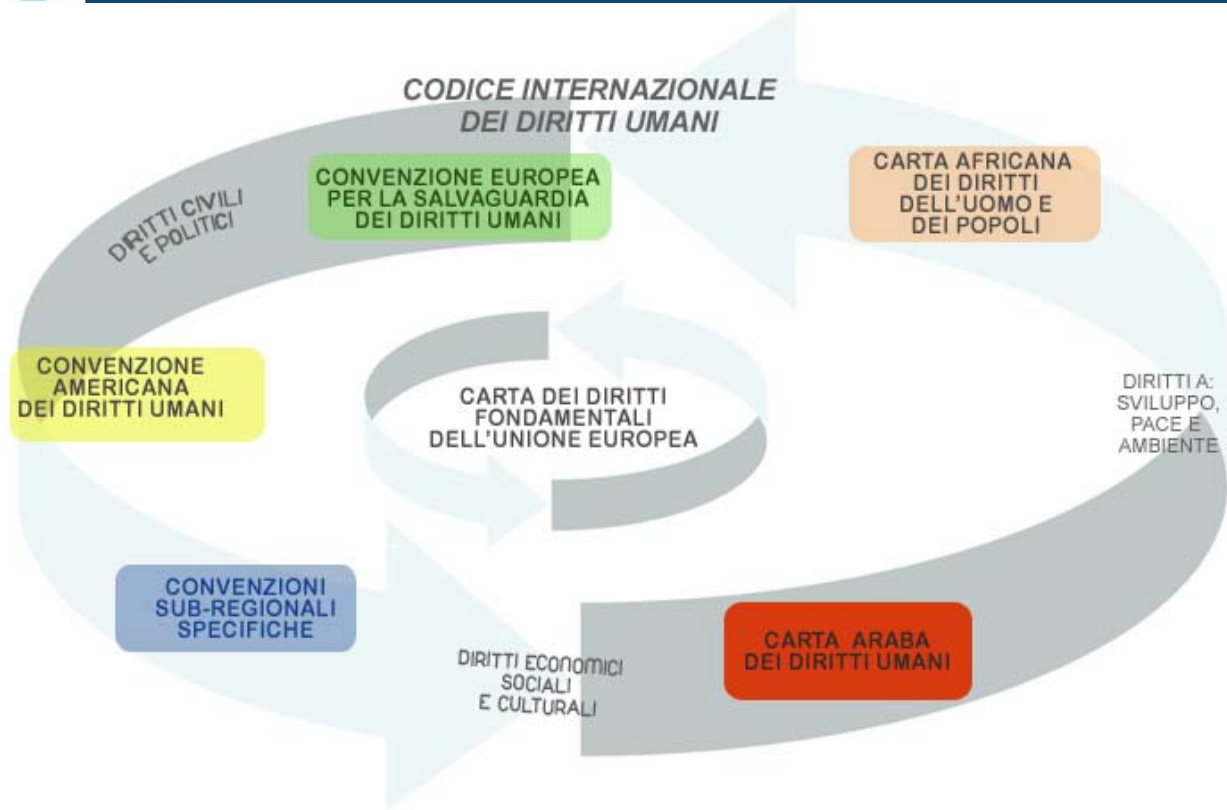 CODICE INTERNAZIONALE
DEI DIRITTI UMANI
CONVENZIONE EUROPEA
PER LA SALVAGUARDIA
DEI DIRITTI UMANI
CARTA AFRICANA
DEI DIRITTI
DELL'UOMO E
DEI POPOLI
DIRITTI CIVILI
E POLITICI
CONVENZIONE
AMERICANA
DEI DIRITTI UMANI
CARTA DEI DIRITTI
FONDAMENTALI
DELL'UNIONE EUROPEA
DIRITTI A:
SVILUPPO,
PACE E
AMBIENTE
CONVENZIONI
SUB-REGIONALI
SPECIFICHE
DIRITTI ECONOMICI
SOCIALI
E CULTURALI
CARTA ARABA
DEI DIRITTI UMANI